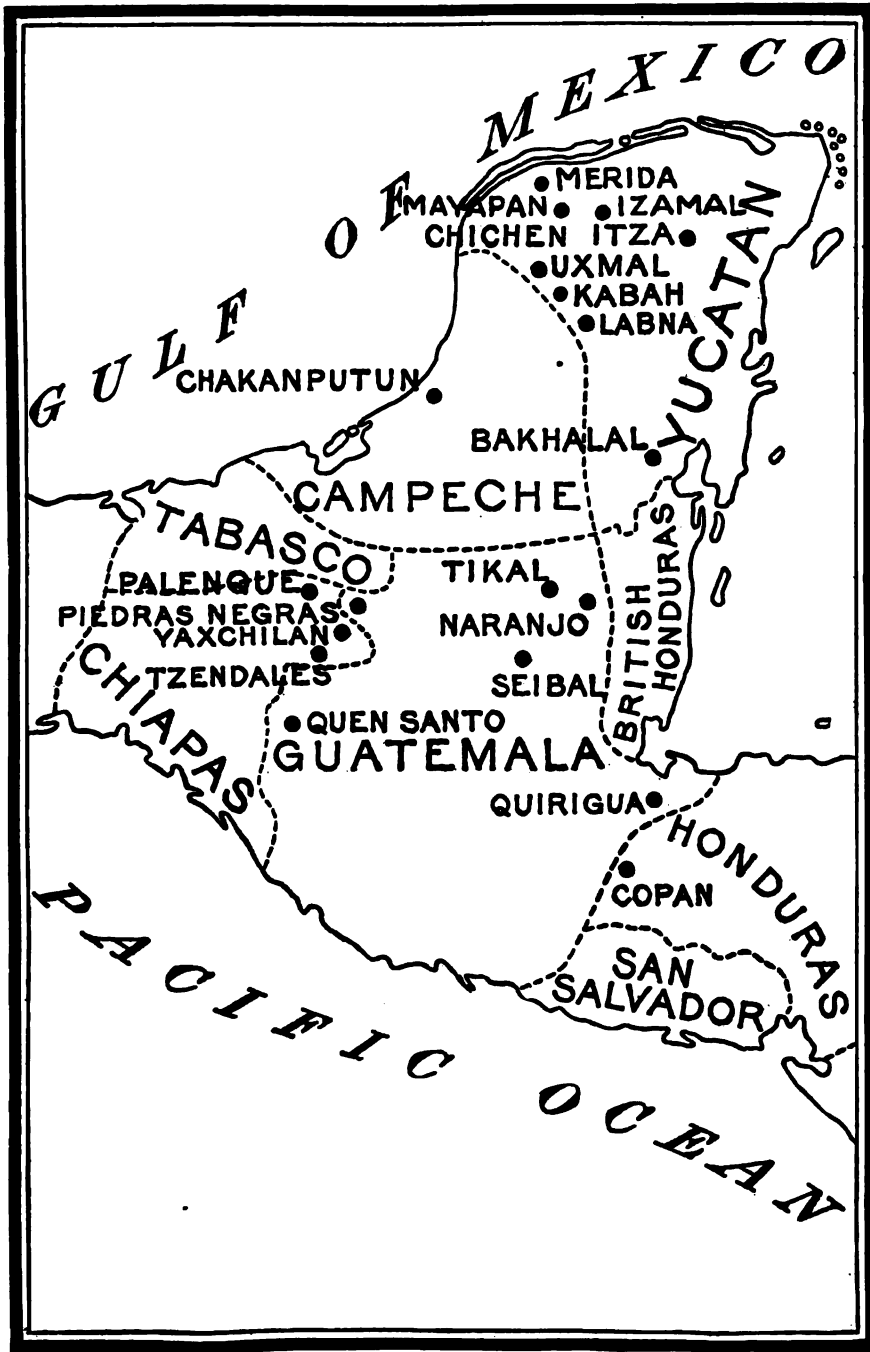 GULF OF MEXICO
MERIDA
MAYAPAN
IZAMAL
CHICHEN ITZA
UXMAL
KABAH
LABNA
YUCATAN
CHAKANPUTUN
BAKHALAL
CAMPECHE
TABASCO
TIKAL
PALENQUE
PIEDRAS NEGRAS
NARANJO
YAXCHILAN
TZENDALES
SEIBAL
BRITISH
HONDURAS
CHIAPAS
QUEN SANTO
GUATEMALA
QUIRIGUA
HONDURAS
COPAN
SAN
SALVADOR
PACIFIC OCEAN